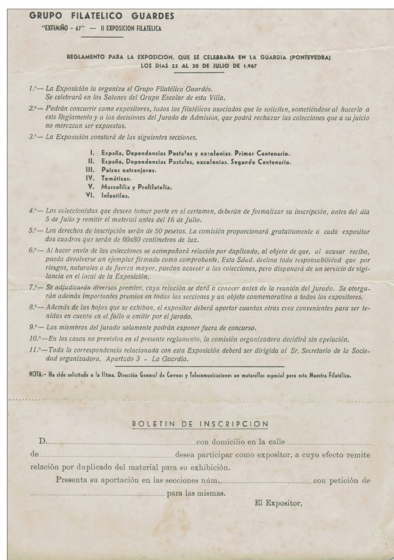 GRUPO FILATELICO GUARDES
"EXFIMIÑO - 67" — II EXPOSICION FILATELICA
REGLAMENTO PARA LA EXPOSICION, QUE SE CELEBRARA EN LA GUARDIA (PONTEVEDRA)
LOS DIAS 25 AL 30 DE JULIO DE 1.967
1.º— La Exposición la organiza el Grupo Filatélico Guardés.
Se celebrará en los Salones del Grupo Escolar de esta Villa.
2.º— Podrán concurrir como expositores, todos los filatélicos asociados que lo soliciten, sometiéndose al hacerlo a
este Reglamento y a las decisiones del Jurado de Admisión, que podrá rechazar las colecciones que a su juicio
no merezcan ser expuestas.
3.º— La Exposición constará de las siguientes secciones.
I. España, Dependencias Postales y excolonias. Primer Centenario.
II. España, Dependencias Postales, excolonias. Segundo Centenario.
III. Países extranjeros.
IV. Temáticas.
V. Marcofilia y Prefilatelia.
VI. Infantiles.
4.º— Los coleccionistas que deseen tomar parte en el certamen, deberán de formalizar su inscripción, antes del día
5 de Julio y remitir el material antes del 16 de Julio.
5.º— Los derechos de inscripción serán de 50 pesetas. La comisión proporcionará gratuitamente a cada expositor
dos cuadros que serán de 60x80 centímetros de luz.
6.º— Al hacer envío de las colecciones se acompañará relación por duplicado, al objeto de que, al acusar recibo,
pueda devolverse un ejemplar firmado como comprobante. Esta Sdad. declina toda responsabilidad que por
riesgos, naturales o de fuerza mayor, puedan acaecer a las colecciones, pero dispondrá de un servicio de vigi-
lancia en el local de la Exposición.
7.º— Se adjudicarán diversos premios, cuya relación se dará a conocer antes de la reunión del Jurado. Se otorga-
rán además importantes premios en todas las secciones y un objeto conmemorativo a todos los expositores.
8.º— Además de las hojas que se exhiban, el expositor deberá aportar cuantos otros crea convenientes para ser te-
nidas en cuenta en el fallo a emitir por el jurado.
9.º— Los miembros del jurado solamente podrán exponer fuera de concurso.
10.º— En los casos no previstos en el presente reglamento, la comisión organizadora decidirá sin apelación.
11.º— Toda la correspondencia relacionada con esta Exposición deberá ser dirigida al Sr. Secretario de la Socie-
dad organizadora. Apartado 3 - La Guardia.
NOTA.- Ha sido solicitado a la Iltma. Dirección General de Correos y Telecomunicaciones un matasellos especial para esta Muestra Filatélica.
BOLETIN DE INSCRIPCION
D. con domicilio en la calle
de desea participar como expositor, a cuyo efecto remite
relación por duplicado del material para su exhibición.
Presenta su aportación en las secciones núm. con petición de
para las mismas.
El Expositor,